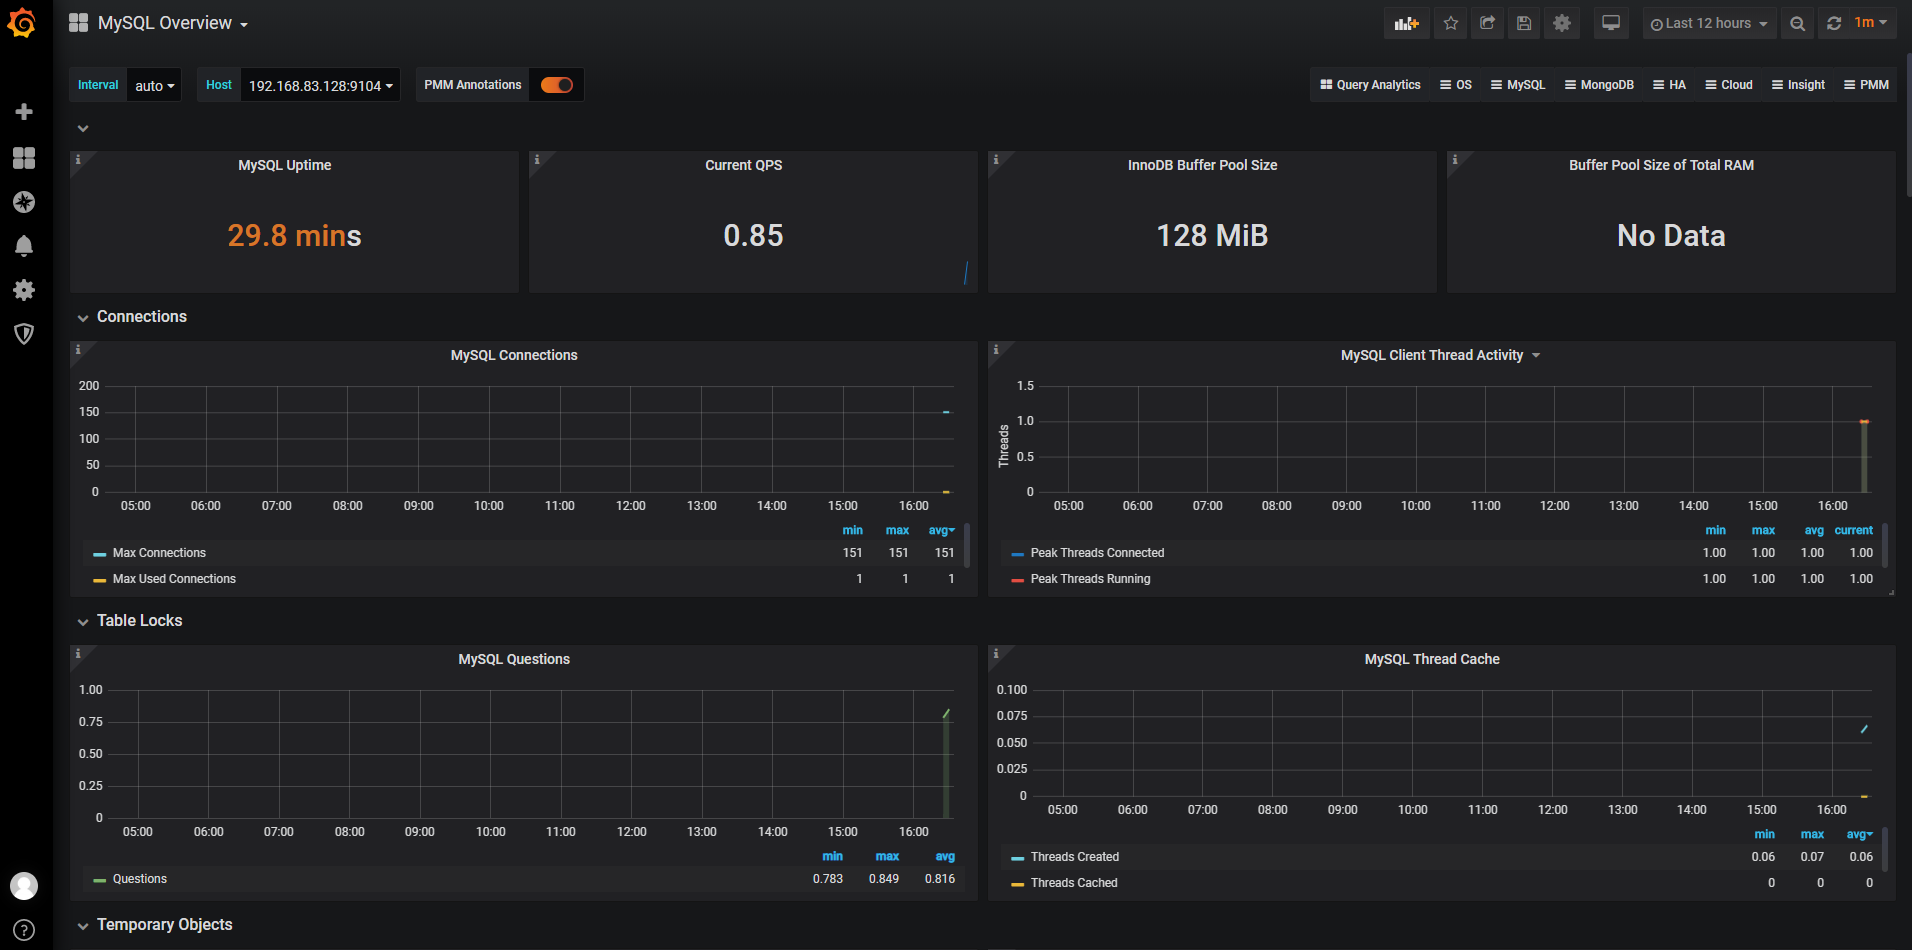 MySQL Overview
Last 12 hours
1m
Interval auto Host 192.168.83.128:9104 PMM Annotations
Query Analytics OS MySQL MongoDB HA Cloud Insight PMM
MySQL Uptime
29.8 mins
Current QPS
0.85
InnoDB Buffer Pool Size
128 MiB
Buffer Pool Size of Total RAM
No Data
Connections
MySQL Connections
200
150
100
50
0
05:00 06:00 07:00 08:00 09:00 10:00 11:00 12:00 13:00 14:00 15:00 16:00
min max avg
Max Connections 151 151 151
Max Used Connections 1 1 1
MySQL Client Thread Activity
Threads
1.5
1.0
0.5
0
05:00 06:00 07:00 08:00 09:00 10:00 11:00 12:00 13:00 14:00 15:00 16:00
min max avg current
Peak Threads Connected 1.00 1.00 1.00 1.00
Peak Threads Running 1.00 1.00 1.00 1.00
Table Locks
MySQL Questions
1.00
0.75
0.50
0.25
0
05:00 06:00 07:00 08:00 09:00 10:00 11:00 12:00 13:00 14:00 15:00 16:00
min max avg
Questions 0.783 0.849 0.816
MySQL Thread Cache
0.100
0.075
0.050
0.025
0
05:00 06:00 07:00 08:00 09:00 10:00 11:00 12:00 13:00 14:00 15:00 16:00
min max avg
Threads Created 0.06 0.07 0.06
Threads Cached 0 0 0
Temporary Objects